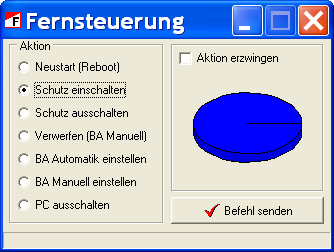 Fernsteuerung
Aktion
Neustart (Reboot)
Schutz einschalten
Schutz ausschalten
Verwerfen (BA Manuell)
BA Automatik einstellen
BA Manuell einstellen
PC ausschalten
Aktion erzwingen
Befehl senden